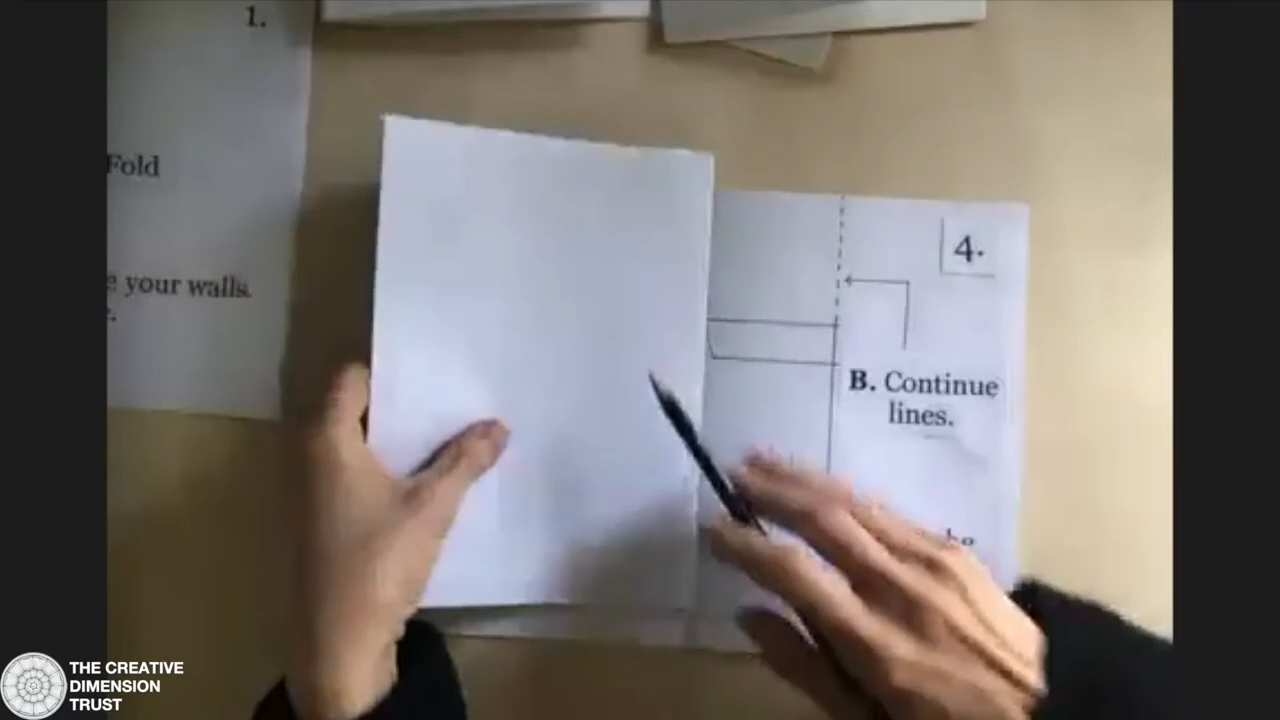 1.
Fold
your walls.
4.
B. Continue
lines.
THE CREATIVE
DIMENSION
TRUST